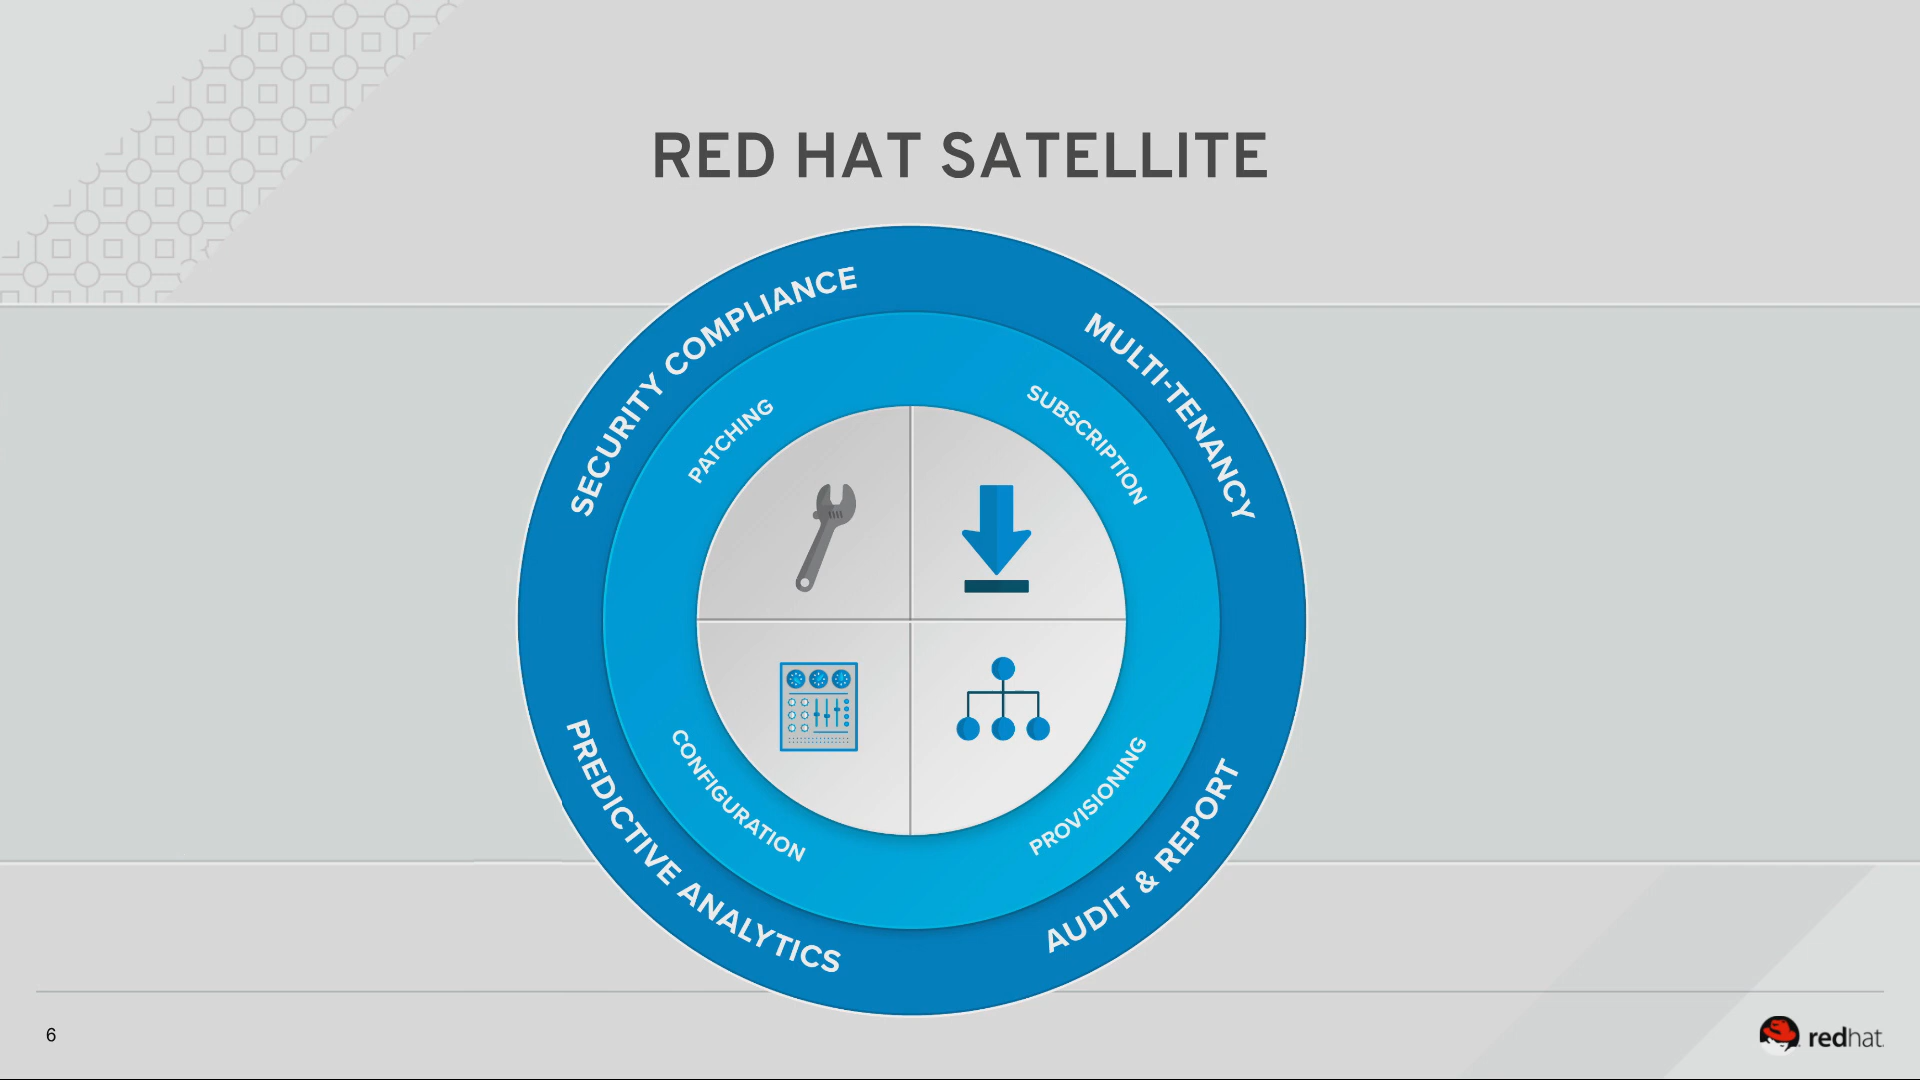 RED HAT SATELLITE
SECURITY COMPLIANCE
MULTI-TENANCY
PATCHING
SUBSCRIPTION
CONFIGURATION
PROVISIONING
PREDICTIVE ANALYTICS
AUDIT & REPORT
6
redhat.